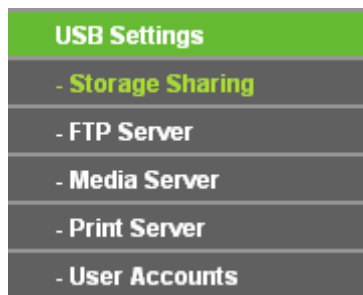 USB Settings
- Storage Sharing
- FTP Server
- Media Server
- Print Server
- User Accounts